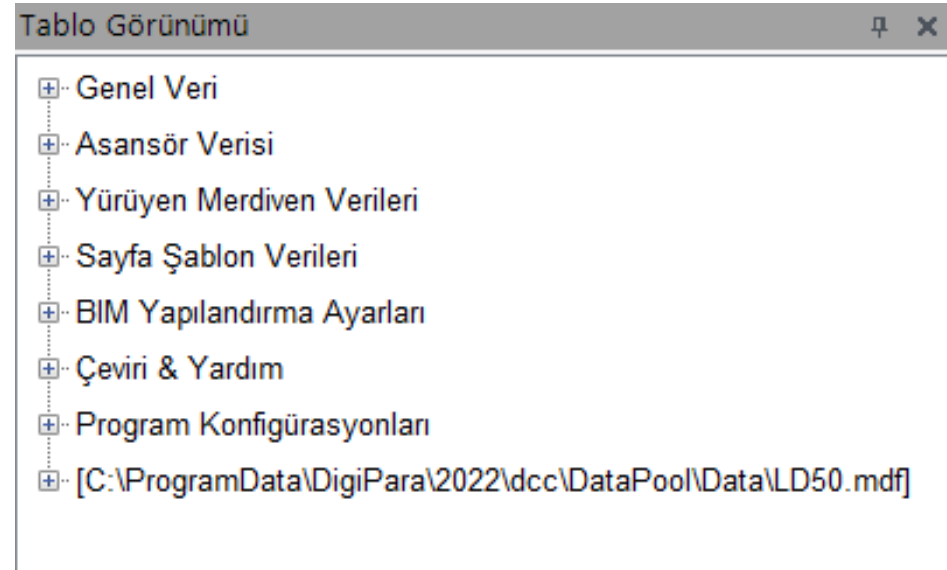 Tablo Görünümü
Genel Veri
Asansör Verisi
Yürüyen Merdiven Verileri
Sayfa Şablon Verileri
BIM Yapılandırma Ayarları
Çeviri & Yardım
Program Konfigürasyonları
[C:\ProgramData\DigiPara\2022\dcc\DataPool\Data\LD50.mdf]